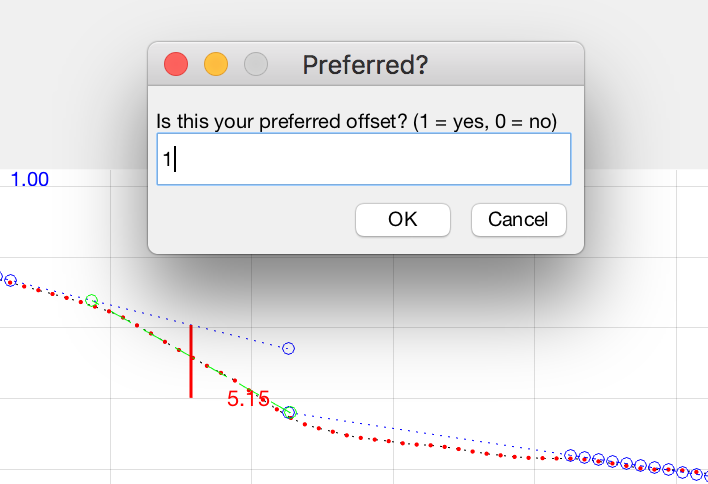 Preferred?
Is this your preferred offset? (1 = yes, 0 = no)
1
OK Cancel
1.00
5.15